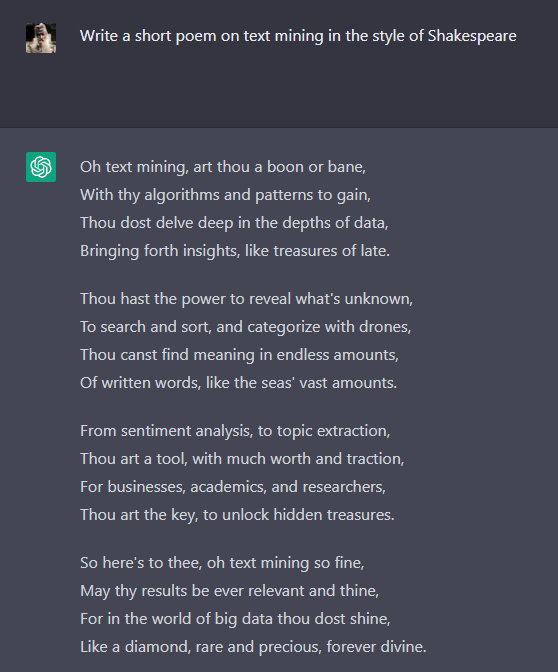 Write a short poem on text mining in the style of Shakespeare
Oh text mining, art thou a boon or bane,
With thy algorithms and patterns to gain,
Thou dost delve deep in the depths of data,
Bringing forth insights, like treasures of late.
Thou hast the power to reveal what's unknown,
To search and sort, and categorize with drones,
Thou canst find meaning in endless amounts,
Of written words, like the seas' vast amounts.
From sentiment analysis, to topic extraction,
Thou art a tool, with much worth and traction,
For businesses, academics, and researchers,
Thou art the key, to unlock hidden treasures.
So here's to thee, oh text mining so fine,
May thy results be ever relevant and thine,
For in the world of big data thou dost shine,
Like a diamond, rare and precious, forever divine.